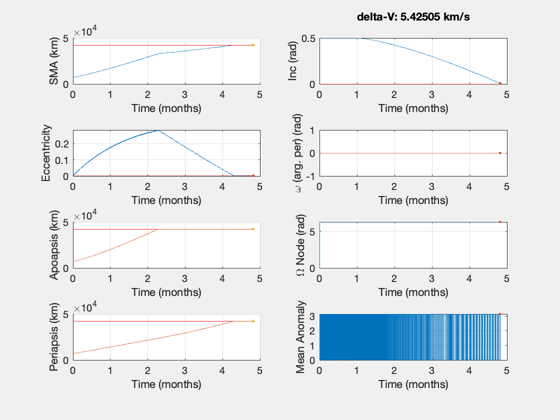 delta-V: 5.42505 km/s
×10^4
SMA (km)
5
0
0 1 2 3 4 5
Time (months)
Inc (rad)
0.5
0
0 1 2 3 4 5
Time (months)
Eccentricity
0.2
0.1
0
0 1 2 3 4 5
Time (months)
ω (arg. per) (rad)
1
0
-1
0 1 2 3 4 5
Time (months)
×10^4
Apoapsis (km)
5
0
0 1 2 3 4 5
Time (months)
Ω Node (rad)
5
0
0 1 2 3 4 5
Time (months)
×10^4
Periapsis (km)
5
0
0 1 2 3 4 5
Time (months)
Mean Anomaly
3
2
1
0
0 1 2 3 4 5
Time (months)